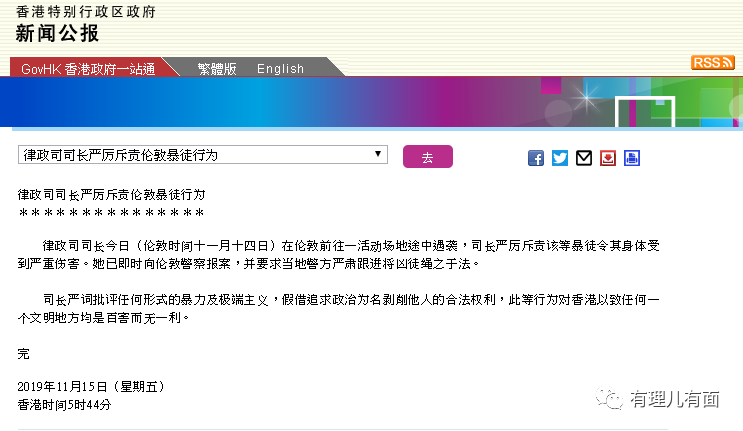 香港特别行政区政府
新闻公报
GovHK 香港政府一站通 繁體版 English
RSS
律政司司长严厉斥责伦敦暴徒行为 去
律政司司长严厉斥责伦敦暴徒行为
＊＊＊＊＊＊＊＊＊＊＊＊＊＊＊
律政司司长今日（伦敦时间十一月十四日）在伦敦前往一活动场地途中遇袭，司长严厉斥责该等暴徒令其身体受
到严重伤害。她已即时向伦敦警察报案，并要求当地警方严肃跟进将凶徒绳之于法。
司长严词批评任何形式的暴力及极端主义，假借追求政治为名剥削他人的合法权利，此等行为对香港以致任何一
个文明地方均是百害而无一利。
完
2019年11月15日（星期五）
香港时间5时44分
有理儿有面